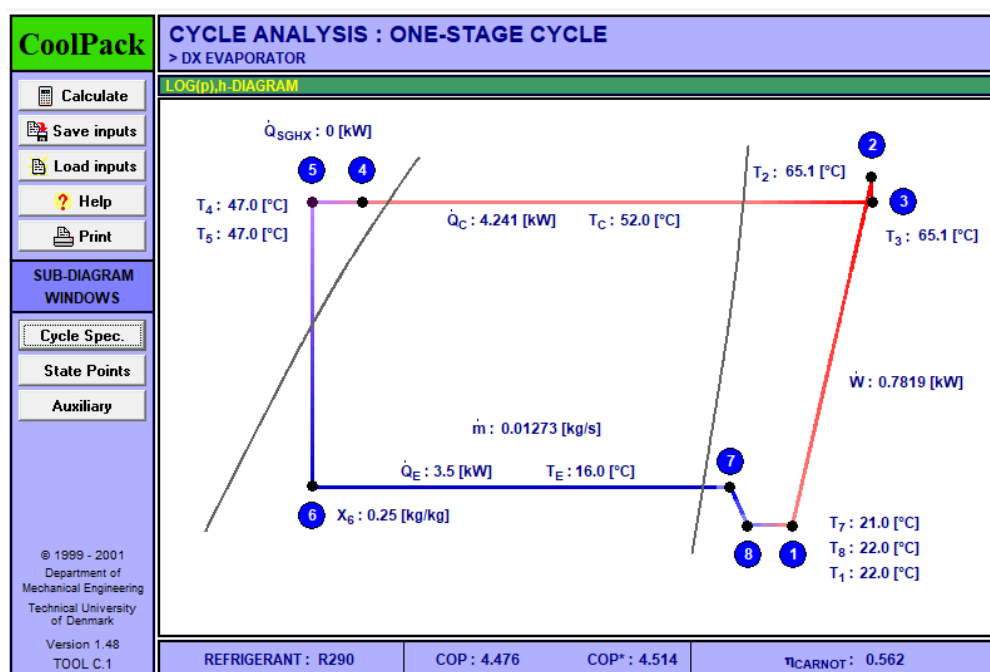 CoolPack
CYCLE ANALYSIS : ONE-STAGE CYCLE
> DX EVAPORATOR
LOG(p),h-DIAGRAM
Calculate
Save inputs
Load inputs
Help
Print
SUB-DIAGRAM
WINDOWS
Cycle Spec.
State Points
Auxiliary
© 1999 - 2001
Department of
Mechanical Engineering
Technical University
of Denmark
Version 1.48
TOOL C.1
Q̇SGHX : 0 [kW]
5
4
2
T2 : 65.1 [°C]
3
T4 : 47.0 [°C]
T5 : 47.0 [°C]
Q̇C : 4.241 [kW]
TC : 52.0 [°C]
T3 : 65.1 [°C]
Ẇ : 0.7819 [kW]
ṁ : 0.01273 [kg/s]
7
Q̇E : 3.5 [kW]
TE : 16.0 [°C]
6
X6 : 0.25 [kg/kg]
8
1
T7 : 21.0 [°C]
T8 : 22.0 [°C]
T1 : 22.0 [°C]
REFRIGERANT : R290
COP : 4.476
COP* : 4.514
ηCARNOT : 0.562